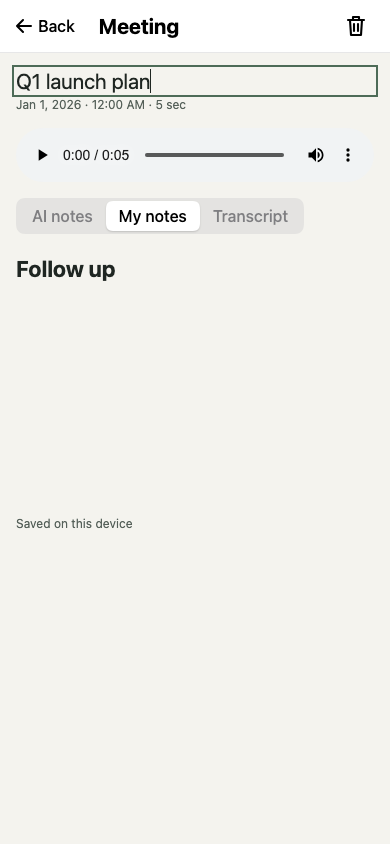 Back Meeting
Q1 launch plan
Jan 1, 2026 · 12:00 AM · 5 sec
0:00 / 0:05
AI notes My notes Transcript
Follow up
Saved on this device